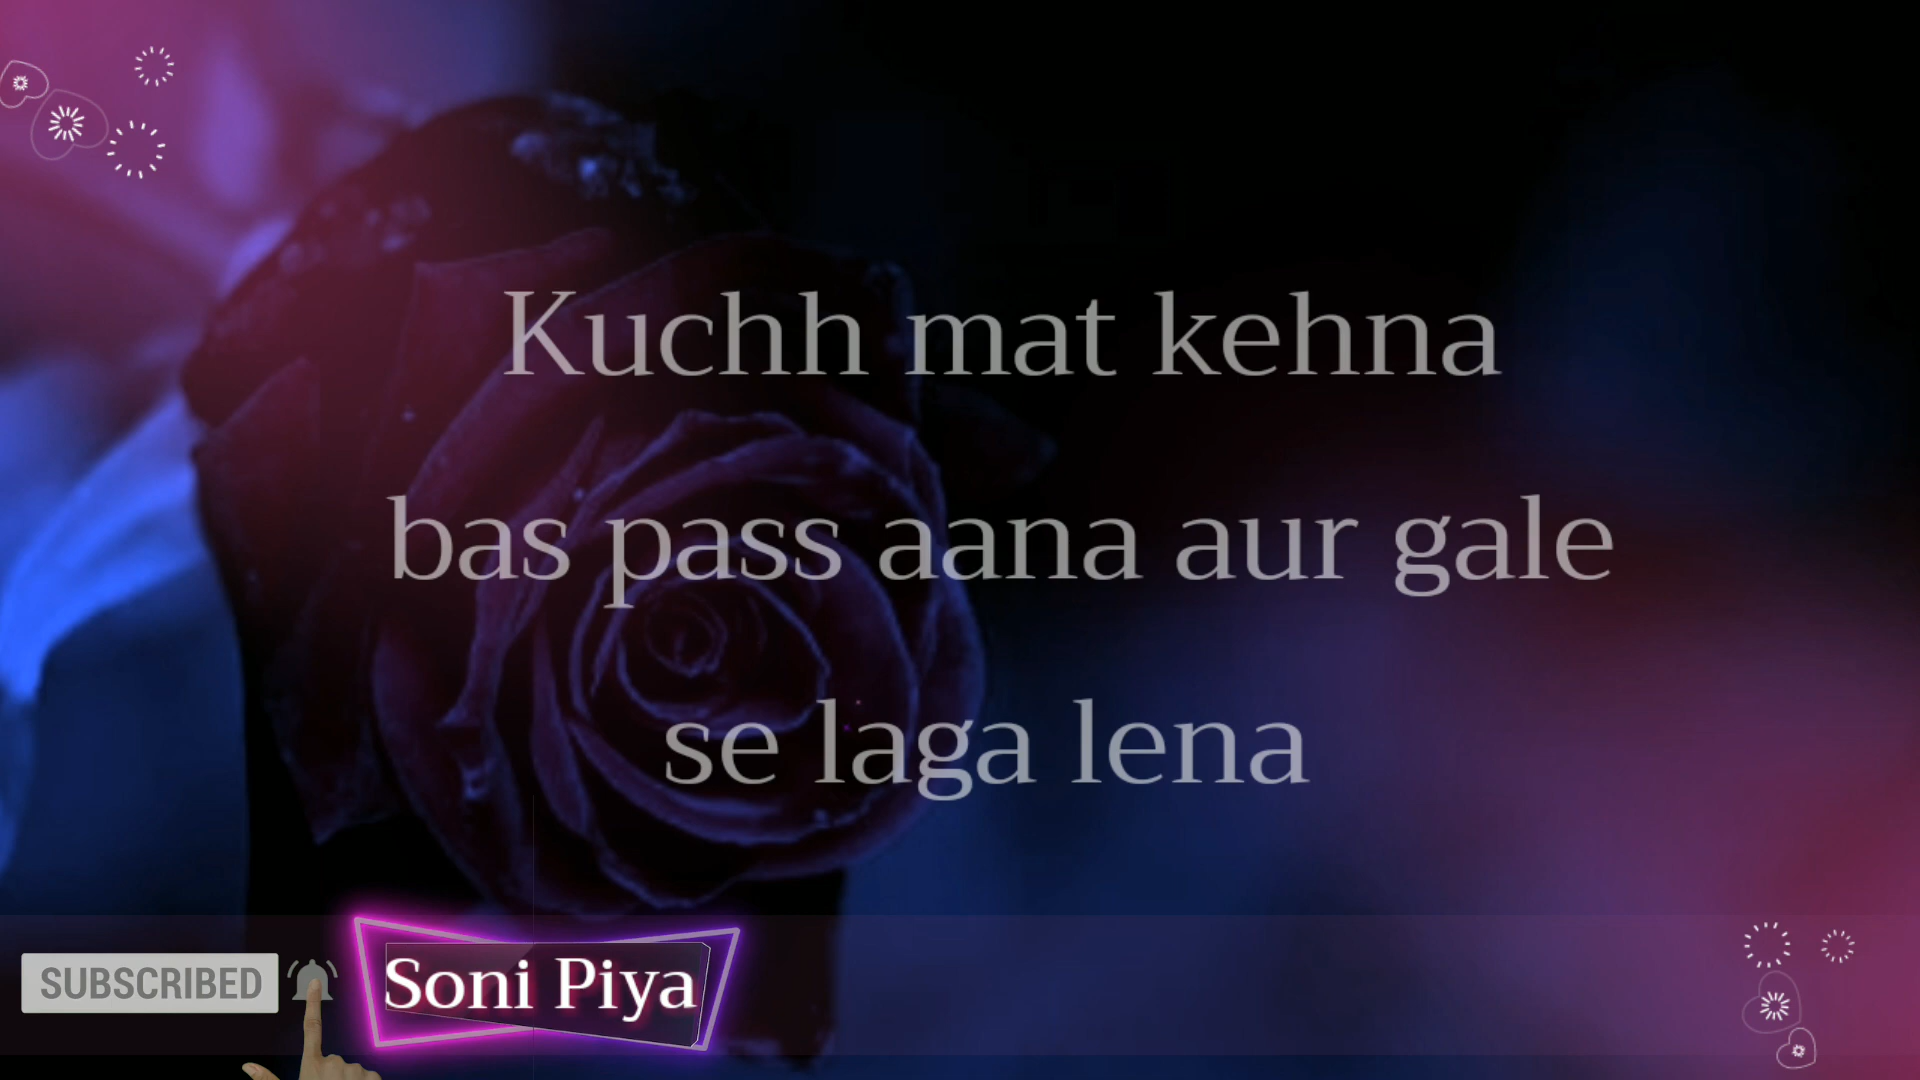 Kuchh mat kehna
bas pass aana aur gale
se laga lena
SUBSCRIBED
Soni Piya